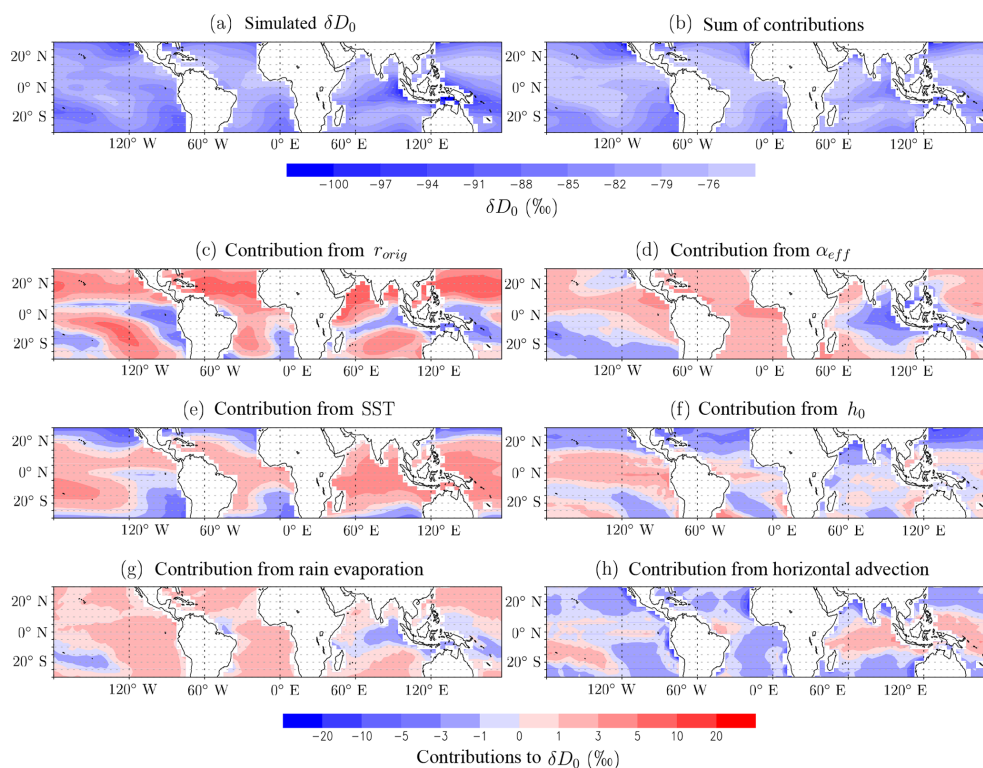 (a) Simulated δD₀
(b) Sum of contributions
20° N
0° N
20° S
120° W 60° W 0° E 60° E 120° E
20° N
0° N
20° S
120° W 60° W 0° E 60° E 120° E
−100 −97 −94 −91 −88 −85 −82 −79 −76
δD₀ (‰)
(c) Contribution from r_orig
(d) Contribution from α_eff
20° N
0° N
20° S
120° W 60° W 0° E 60° E 120° E
20° N
0° N
20° S
120° W 60° W 0° E 60° E 120° E
(e) Contribution from SST
(f) Contribution from h₀
20° N
0° N
20° S
120° W 60° W 0° E 60° E 120° E
20° N
0° N
20° S
120° W 60° W 0° E 60° E 120° E
(g) Contribution from rain evaporation
(h) Contribution from horizontal advection
20° N
0° N
20° S
120° W 60° W 0° E 60° E 120° E
20° N
0° N
20° S
120° W 60° W 0° E 60° E 120° E
−20 −10 −5 −3 −1 0 1 3 5 10 20
Contributions to δD₀ (‰)